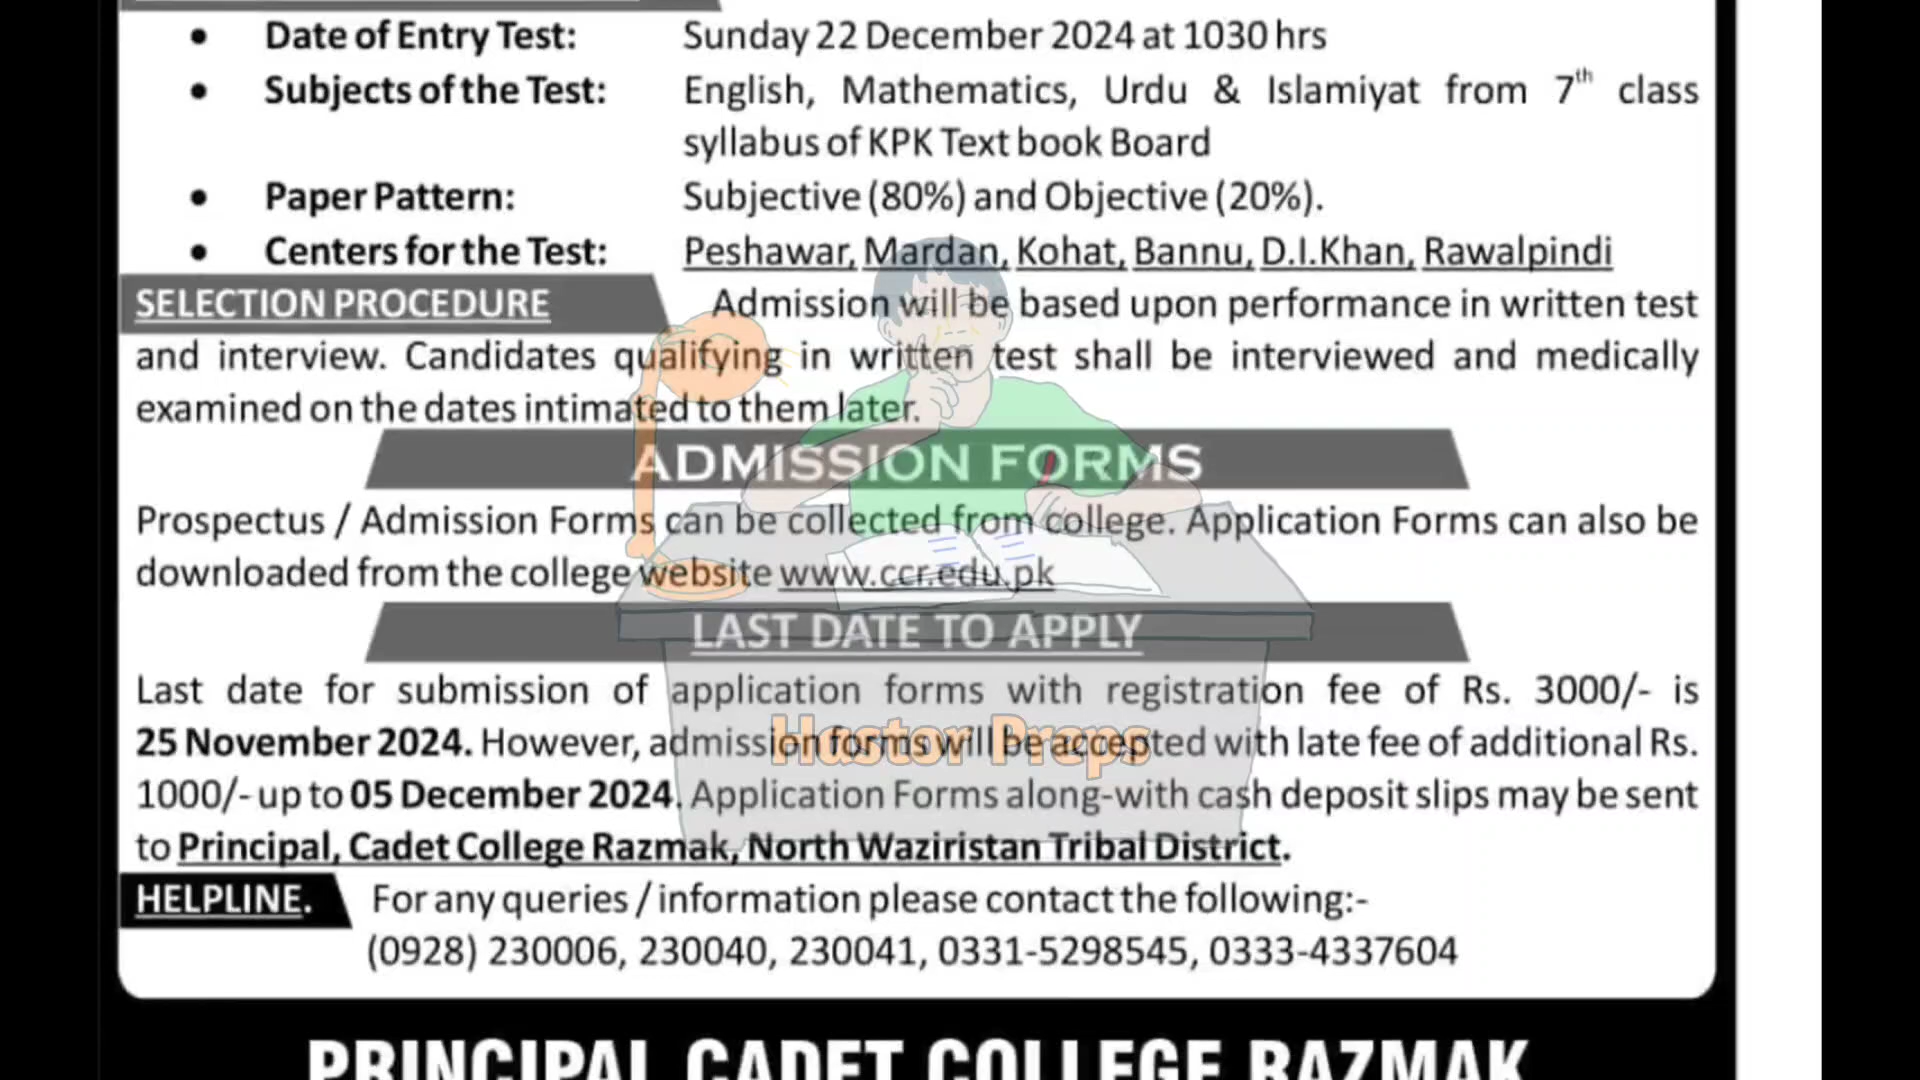 • Date of Entry Test: Sunday 22 December 2024 at 1030 hrs
• Subjects of the Test: English, Mathematics, Urdu & Islamiyat from 7th class
syllabus of KPK Text book Board
• Paper Pattern: Subjective (80%) and Objective (20%).
• Centers for the Test: Peshawar, Mardan, Kohat, Bannu, D.I.Khan, Rawalpindi
SELECTION PROCEDURE Admission will be based upon performance in written test
and interview. Candidates qualifying in written test shall be interviewed and medically
examined on the dates intimated to them later.
ADMISSION FORMS
Prospectus / Admission Forms can be collected from college. Application Forms can also be
downloaded from the college website www.ccr.edu.pk
LAST DATE TO APPLY
Last date for submission of application forms with registration fee of Rs. 3000/- is
25 November 2024. However, admission forms will be accepted with late fee of additional Rs.
Hastor Preps
1000/- up to 05 December 2024. Application Forms along-with cash deposit slips may be sent
to Principal, Cadet College Razmak, North Waziristan Tribal District.
HELPLINE. For any queries / information please contact the following:-
(0928) 230006, 230040, 230041, 0331-5298545, 0333-4337604
PRINCIPAL CADET COLLEGE RAZMAK